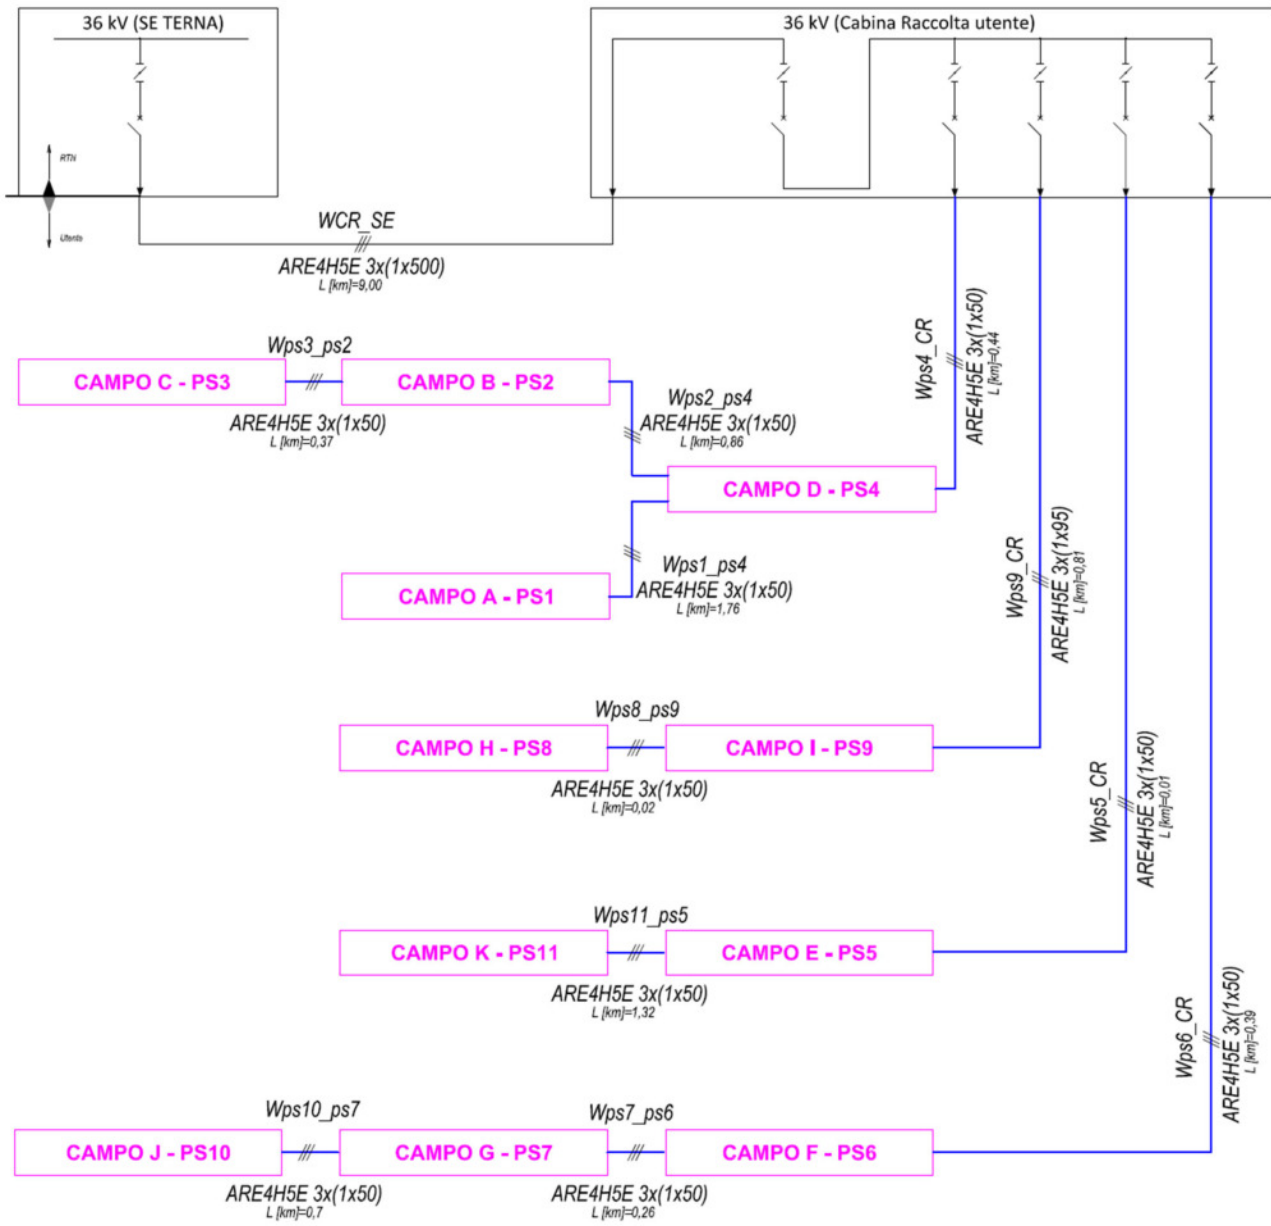 36 kV (SE TERNA)
36 kV (Cabina Raccolta utente)
RTN
Utente
WCR_SE
ARE4H5E 3x(1x500)
L [km]=9,00
Wps3_ps2
CAMPO C - PS3
CAMPO B - PS2
ARE4H5E 3x(1x50)
L [km]=0,37
Wps2_ps4
ARE4H5E 3x(1x50)
L [km]=0,86
Wps4_CR
ARE4H5E 3x(1x50)
L [km]=0,44
CAMPO D - PS4
CAMPO A - PS1
Wps1_ps4
ARE4H5E 3x(1x50)
L [km]=1,76
Wps9_CR
ARE4H5E 3x(1x95)
L [km]=0,81
Wps8_ps9
CAMPO H - PS8
CAMPO I - PS9
ARE4H5E 3x(1x50)
L [km]=0,02
Wps5_CR
ARE4H5E 3x(1x50)
L [km]=0,01
Wps11_ps5
CAMPO K - PS11
CAMPO E - PS5
ARE4H5E 3x(1x50)
L [km]=1,32
Wps6_CR
ARE4H5E 3x(1x50)
L [km]=0,39
Wps10_ps7
Wps7_ps6
CAMPO J - PS10
CAMPO G - PS7
CAMPO F - PS6
ARE4H5E 3x(1x50)
L [km]=0,7
ARE4H5E 3x(1x50)
L [km]=0,26